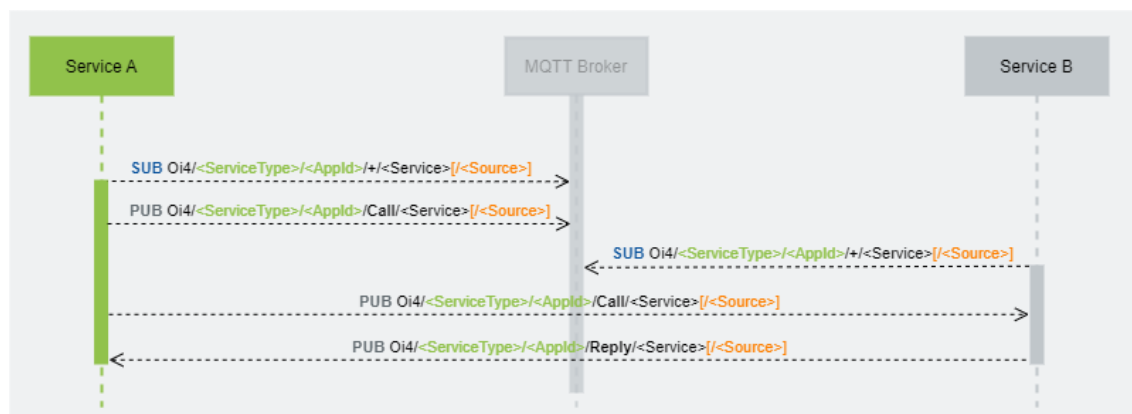 Service A
MQTT Broker
Service B
SUB Oi4/<ServiceType>/<AppId>/+/<Service>[/<Source>]
PUB Oi4/<ServiceType>/<AppId>/Call/<Service>[/<Source>]
SUB Oi4/<ServiceType>/<AppId>/+/<Service>[/<Source>]
PUB Oi4/<ServiceType>/<AppId>/Call/<Service>[/<Source>]
PUB Oi4/<ServiceType>/<AppId>/Reply/<Service>[/<Source>]